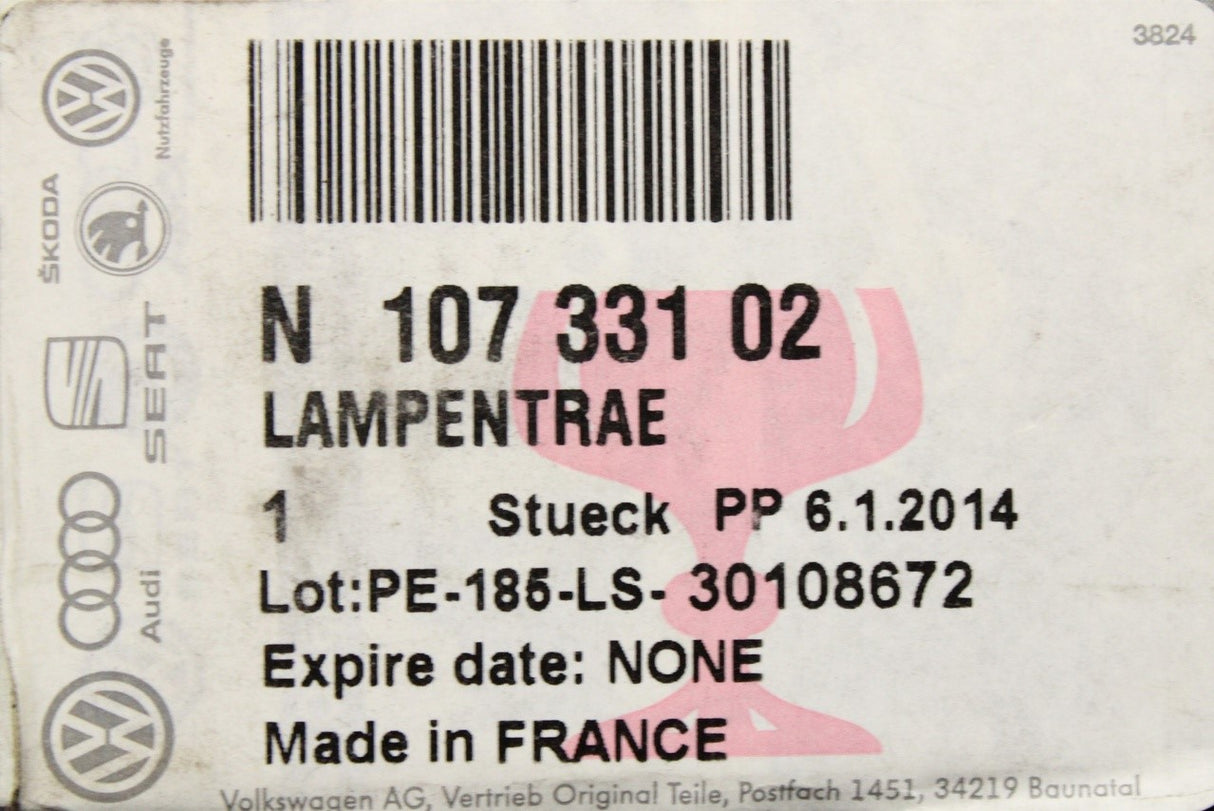 3824
Nutzfahrzeuge
ŠKODA
SEAT
Audi
N 107 331 02
LAMPENTRAE
1 Stueck PP 6.1.2014
Lot:PE-185-LS- 30108672
Expire date: NONE
Made in FRANCE
Volkswagen AG, Vertrieb Original Teile, Postfach 1451, 34219 Baunatal